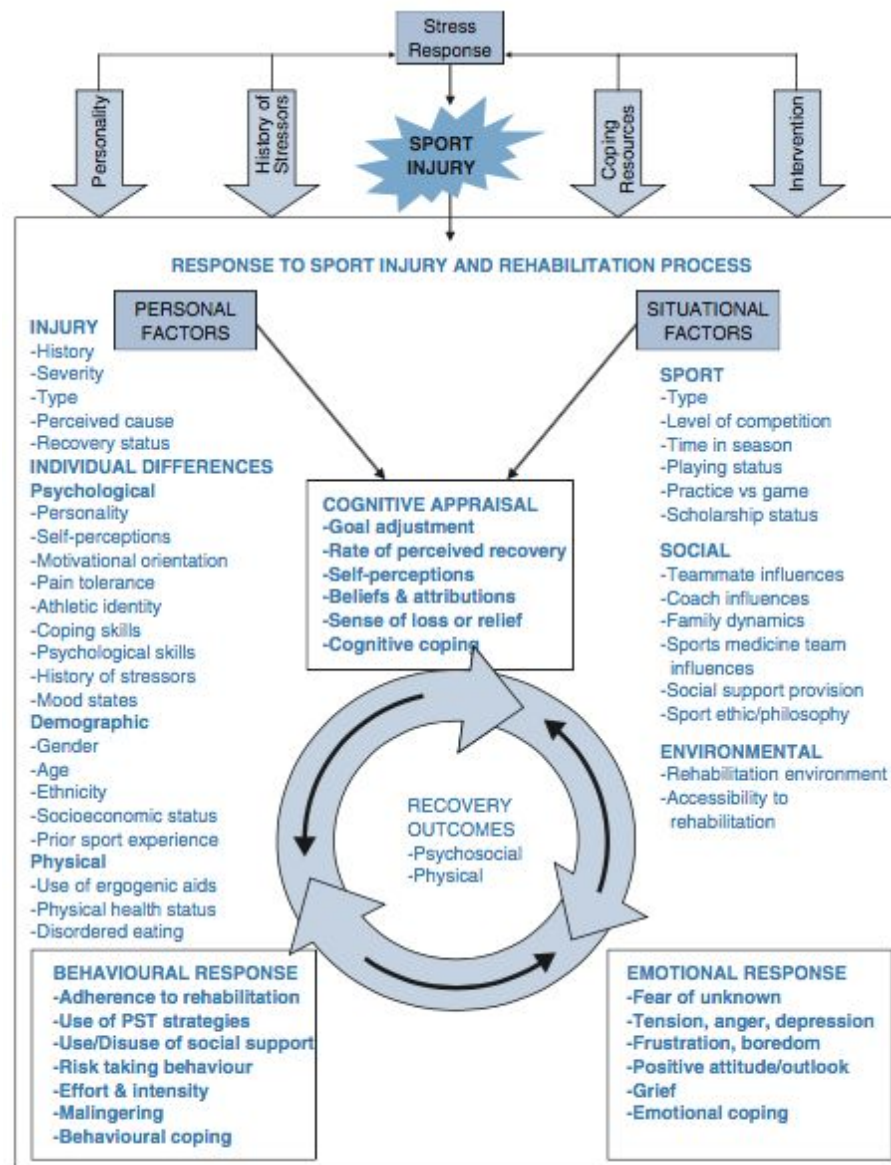 Stress
Response
Personality
History of
Stressors
SPORT
INJURY
Coping
Resources
Intervention
RESPONSE TO SPORT INJURY AND REHABILITATION PROCESS
PERSONAL
FACTORS
SITUATIONAL
FACTORS
INJURY
-History
-Severity
-Type
-Perceived cause
-Recovery status
INDIVIDUAL DIFFERENCES
Psychological
-Personality
-Self-perceptions
-Motivational orientation
-Pain tolerance
-Athletic identity
-Coping skills
-Psychological skills
-History of stressors
-Mood states
Demographic
-Gender
-Age
-Ethnicity
-Socioeconomic status
-Prior sport experience
Physical
-Use of ergogenic aids
-Physical health status
-Disordered eating
COGNITIVE APPRAISAL
-Goal adjustment
-Rate of perceived recovery
-Self-perceptions
-Beliefs & attributions
-Sense of loss or relief
-Cognitive coping
SPORT
-Type
-Level of competition
-Time in season
-Playing status
-Practice vs game
-Scholarship status
SOCIAL
-Teammate influences
-Coach influences
-Family dynamics
-Sports medicine team
influences
-Social support provision
-Sport ethic/philosophy
ENVIRONMENTAL
-Rehabilitation environment
-Accessibility to
rehabilitation
RECOVERY
OUTCOMES
-Psychosocial
-Physical
BEHAVIOURAL RESPONSE
-Adherence to rehabilitation
-Use of PST strategies
-Use/Disuse of social support
-Risk taking behaviour
-Effort & intensity
-Malingering
-Behavioural coping
EMOTIONAL RESPONSE
-Fear of unknown
-Tension, anger, depression
-Frustration, boredom
-Positive attitude/outlook
-Grief
-Emotional coping